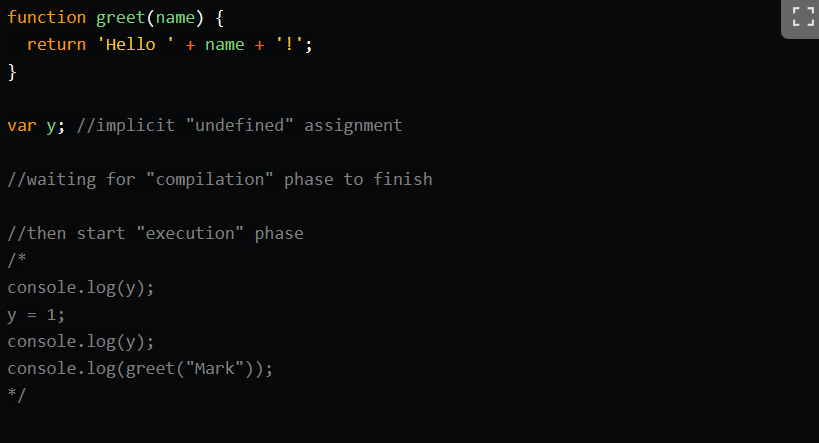 function greet(name) {
  return 'Hello ' + name + '!';
}
var y; //implicit "undefined" assignment
//waiting for "compilation" phase to finish
//then start "execution" phase
/*
console.log(y);
y = 1;
console.log(y);
console.log(greet("Mark"));
*/